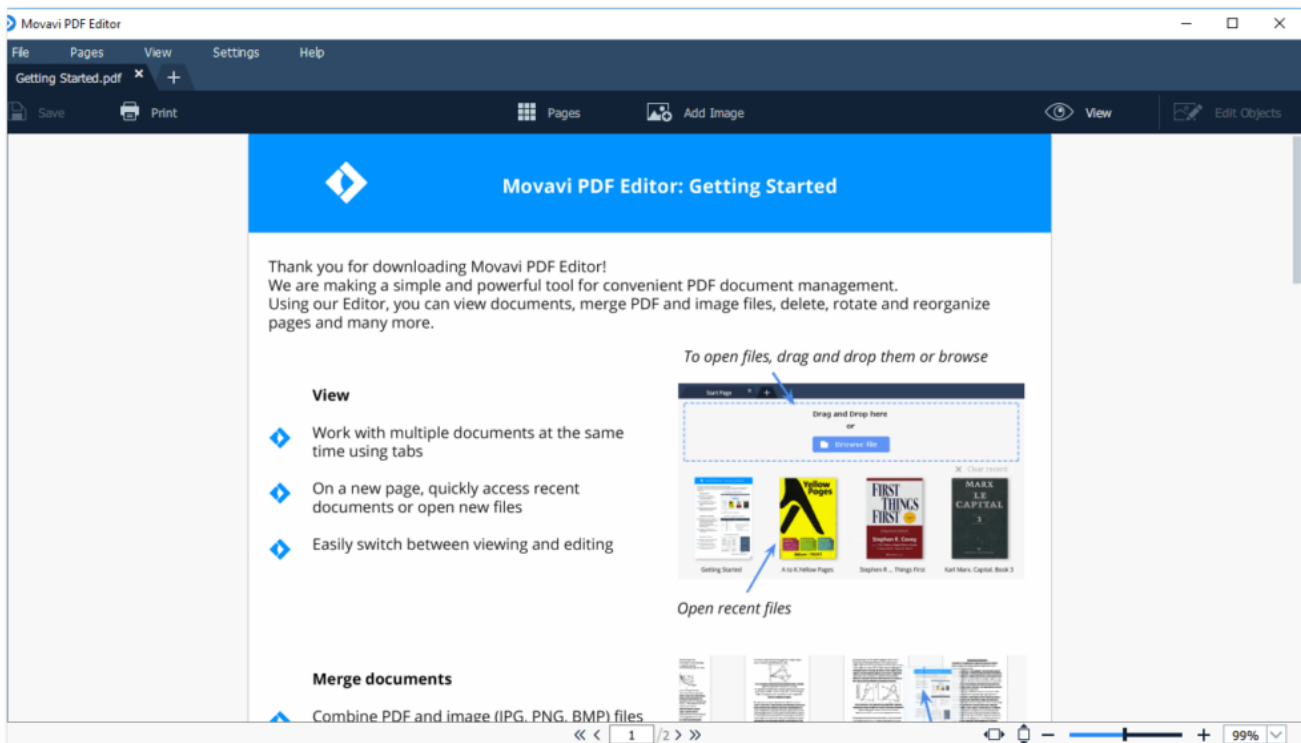 Movavi PDF Editor
File Pages View Settings Help
Getting Started.pdf
Save Print Pages Add Image View Edit Objects
Movavi PDF Editor: Getting Started
Thank you for downloading Movavi PDF Editor!
We are making a simple and powerful tool for convenient PDF document management.
Using our Editor, you can view documents, merge PDF and image files, delete, rotate and reorganize
pages and many more.
To open files, drag and drop them or browse
View
Work with multiple documents at the same
time using tabs
On a new page, quickly access recent
documents or open new files
Easily switch between viewing and editing
Start Page
Drag and Drop here
or
Browse file
Clear recent
Yellow
Pages
FIRST
THINGS
FIRST
Stephen R. Covey
MARX
LE
CAPITAL
3
Getting Started A to K Yellow Pages Stephen R ... Things First Karl Marx. Capital. Book 3
Open recent files
Merge documents
Combine PDF and image (JPG, PNG, BMP) files
1 /2
99%